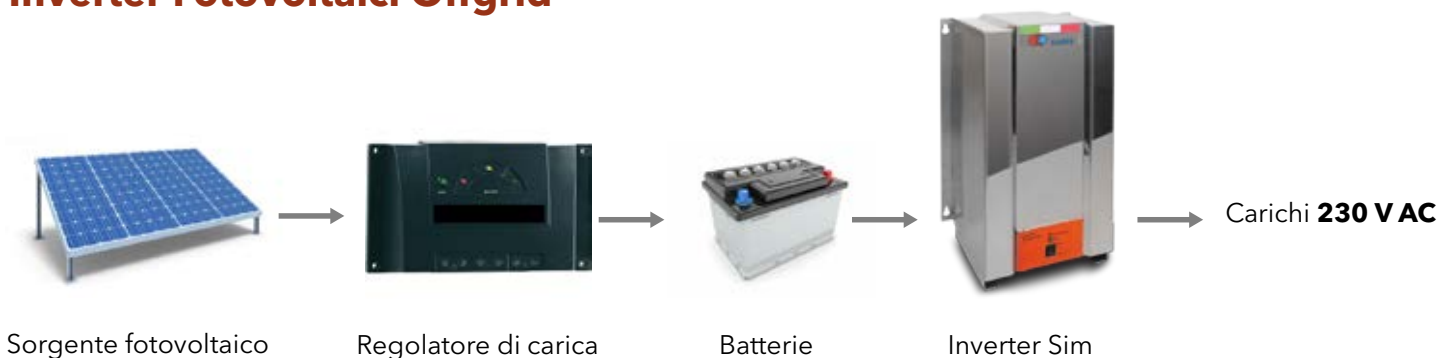 Inverter Fotovoltaici Offgrid
Carichi 230 V AC
Sorgente fotovoltaico
Regolatore di carica
Batterie
Inverter Sim